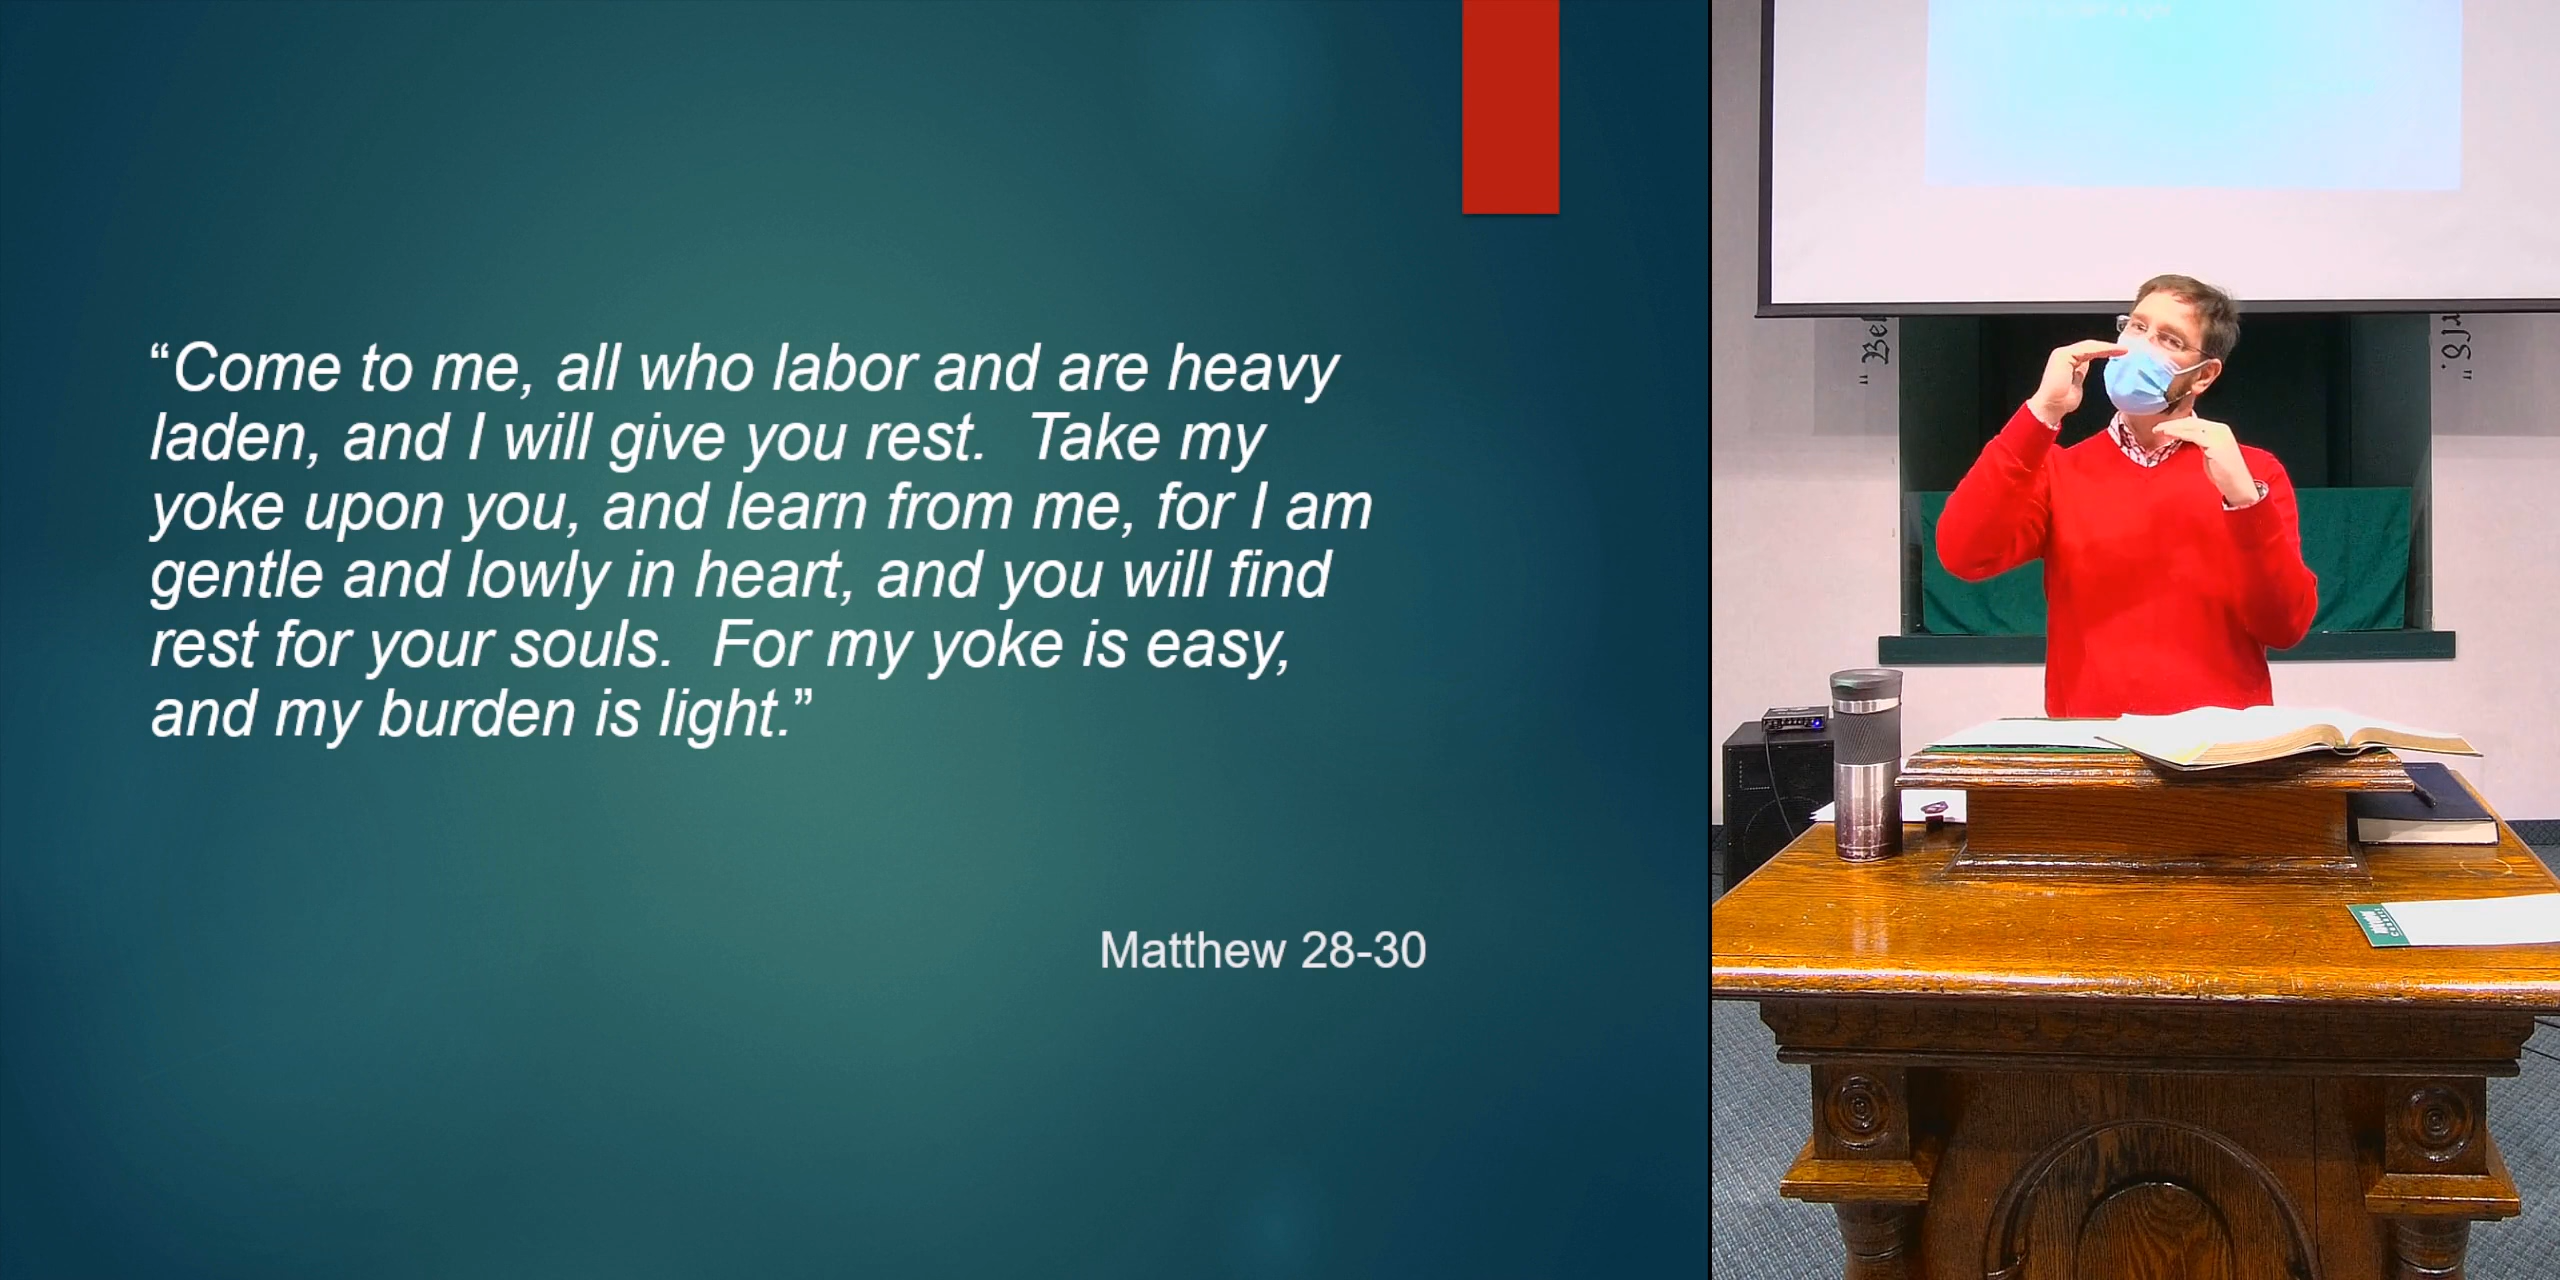 “Come to me, all who labor and are heavy
laden, and I will give you rest.  Take my
yoke upon you, and learn from me, for I am
gentle and lowly in heart, and you will find
rest for your souls.  For my yoke is easy,
and my burden is light.”
Matthew 28-30